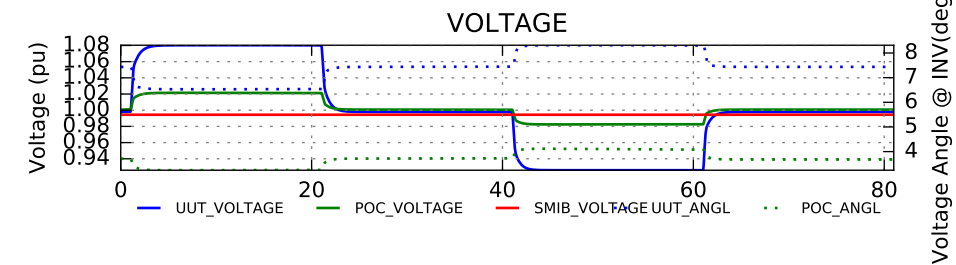 VOLTAGE
Voltage (pu)
1.08
1.06
1.04
1.02
1.00
0.98
0.96
0.94
8
7
6
5
4
Voltage Angle @ INV(deg
0 20 40 60 80
UUT_VOLTAGE POC_VOLTAGE SMIB_VOLTAGE UUT_ANGL POC_ANGL